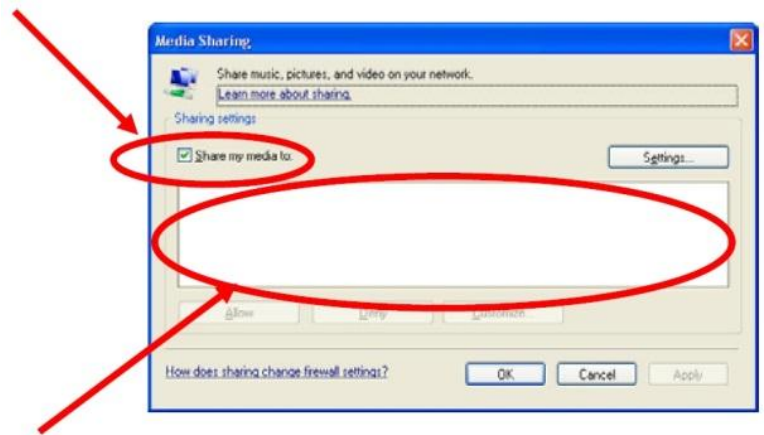 Media Sharing
Share music, pictures, and video on your network.
Learn more about sharing.
Sharing settings
Share my media to:
Settings...
Allow
Deny
Customize...
How does sharing change firewall settings?
OK
Cancel
Apply